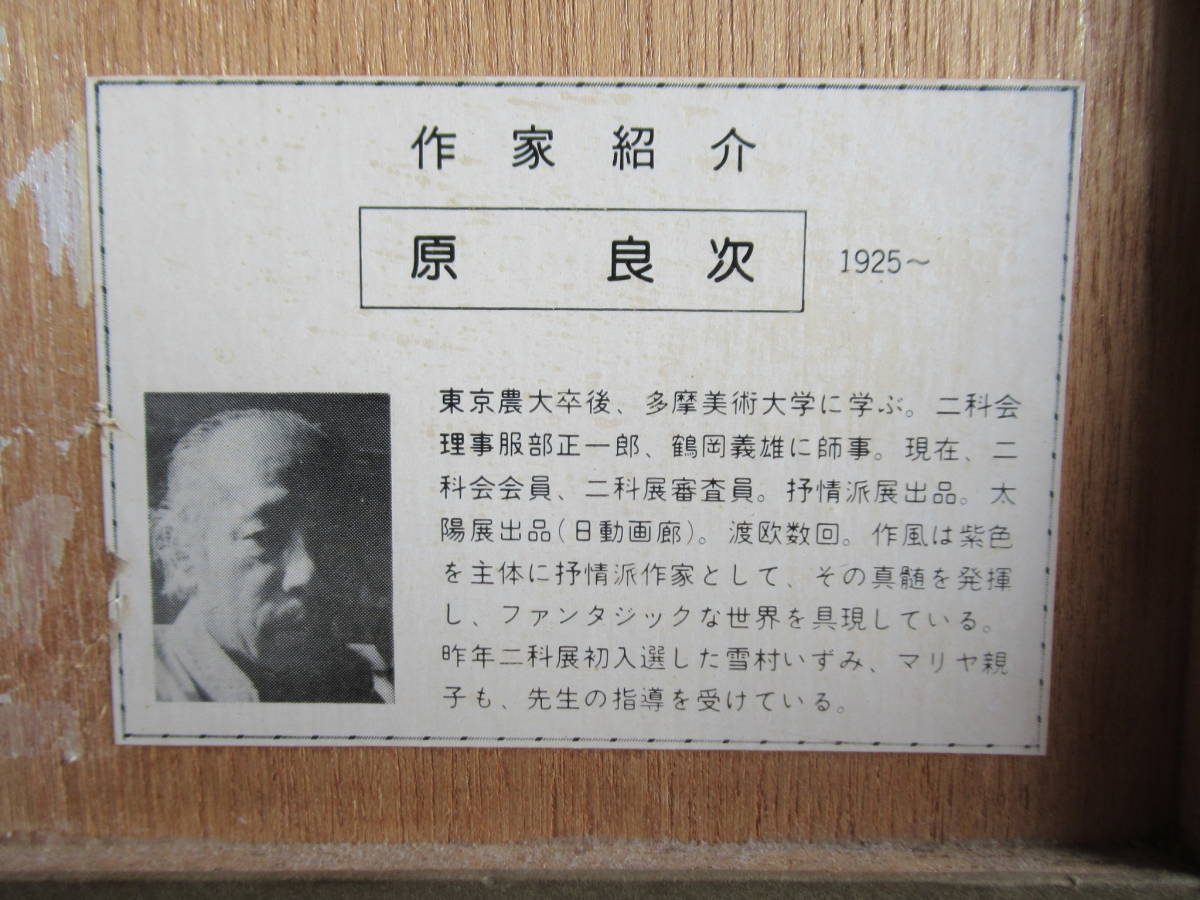 作家紹介
原 良次 1925～
東京農大卒後、多摩美術大学に学ぶ。二科会
理事服部正一郎、鶴岡義雄に師事。現在、二
科会会員、二科展審査員。抒情派展出品。太
陽展出品(日動画廊)。渡欧数回。作風は紫色
を主体に抒情派作家として、その真髄を発揮
し、ファンタジックな世界を具現している。
昨年二科展初入選した雪村いずみ、マリヤ親
子も、先生の指導を受けている。